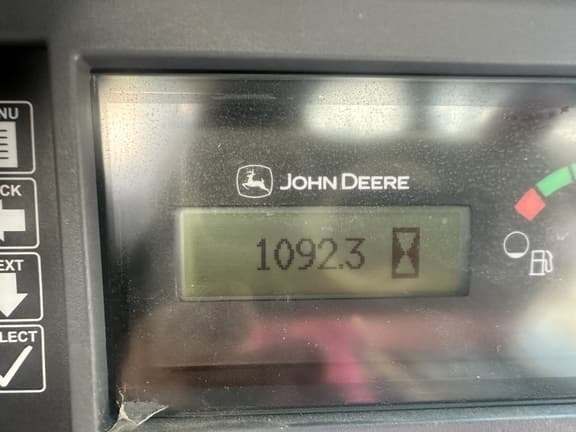 NU
CK
EXT
LECT
JOHN DEERE
1092.3